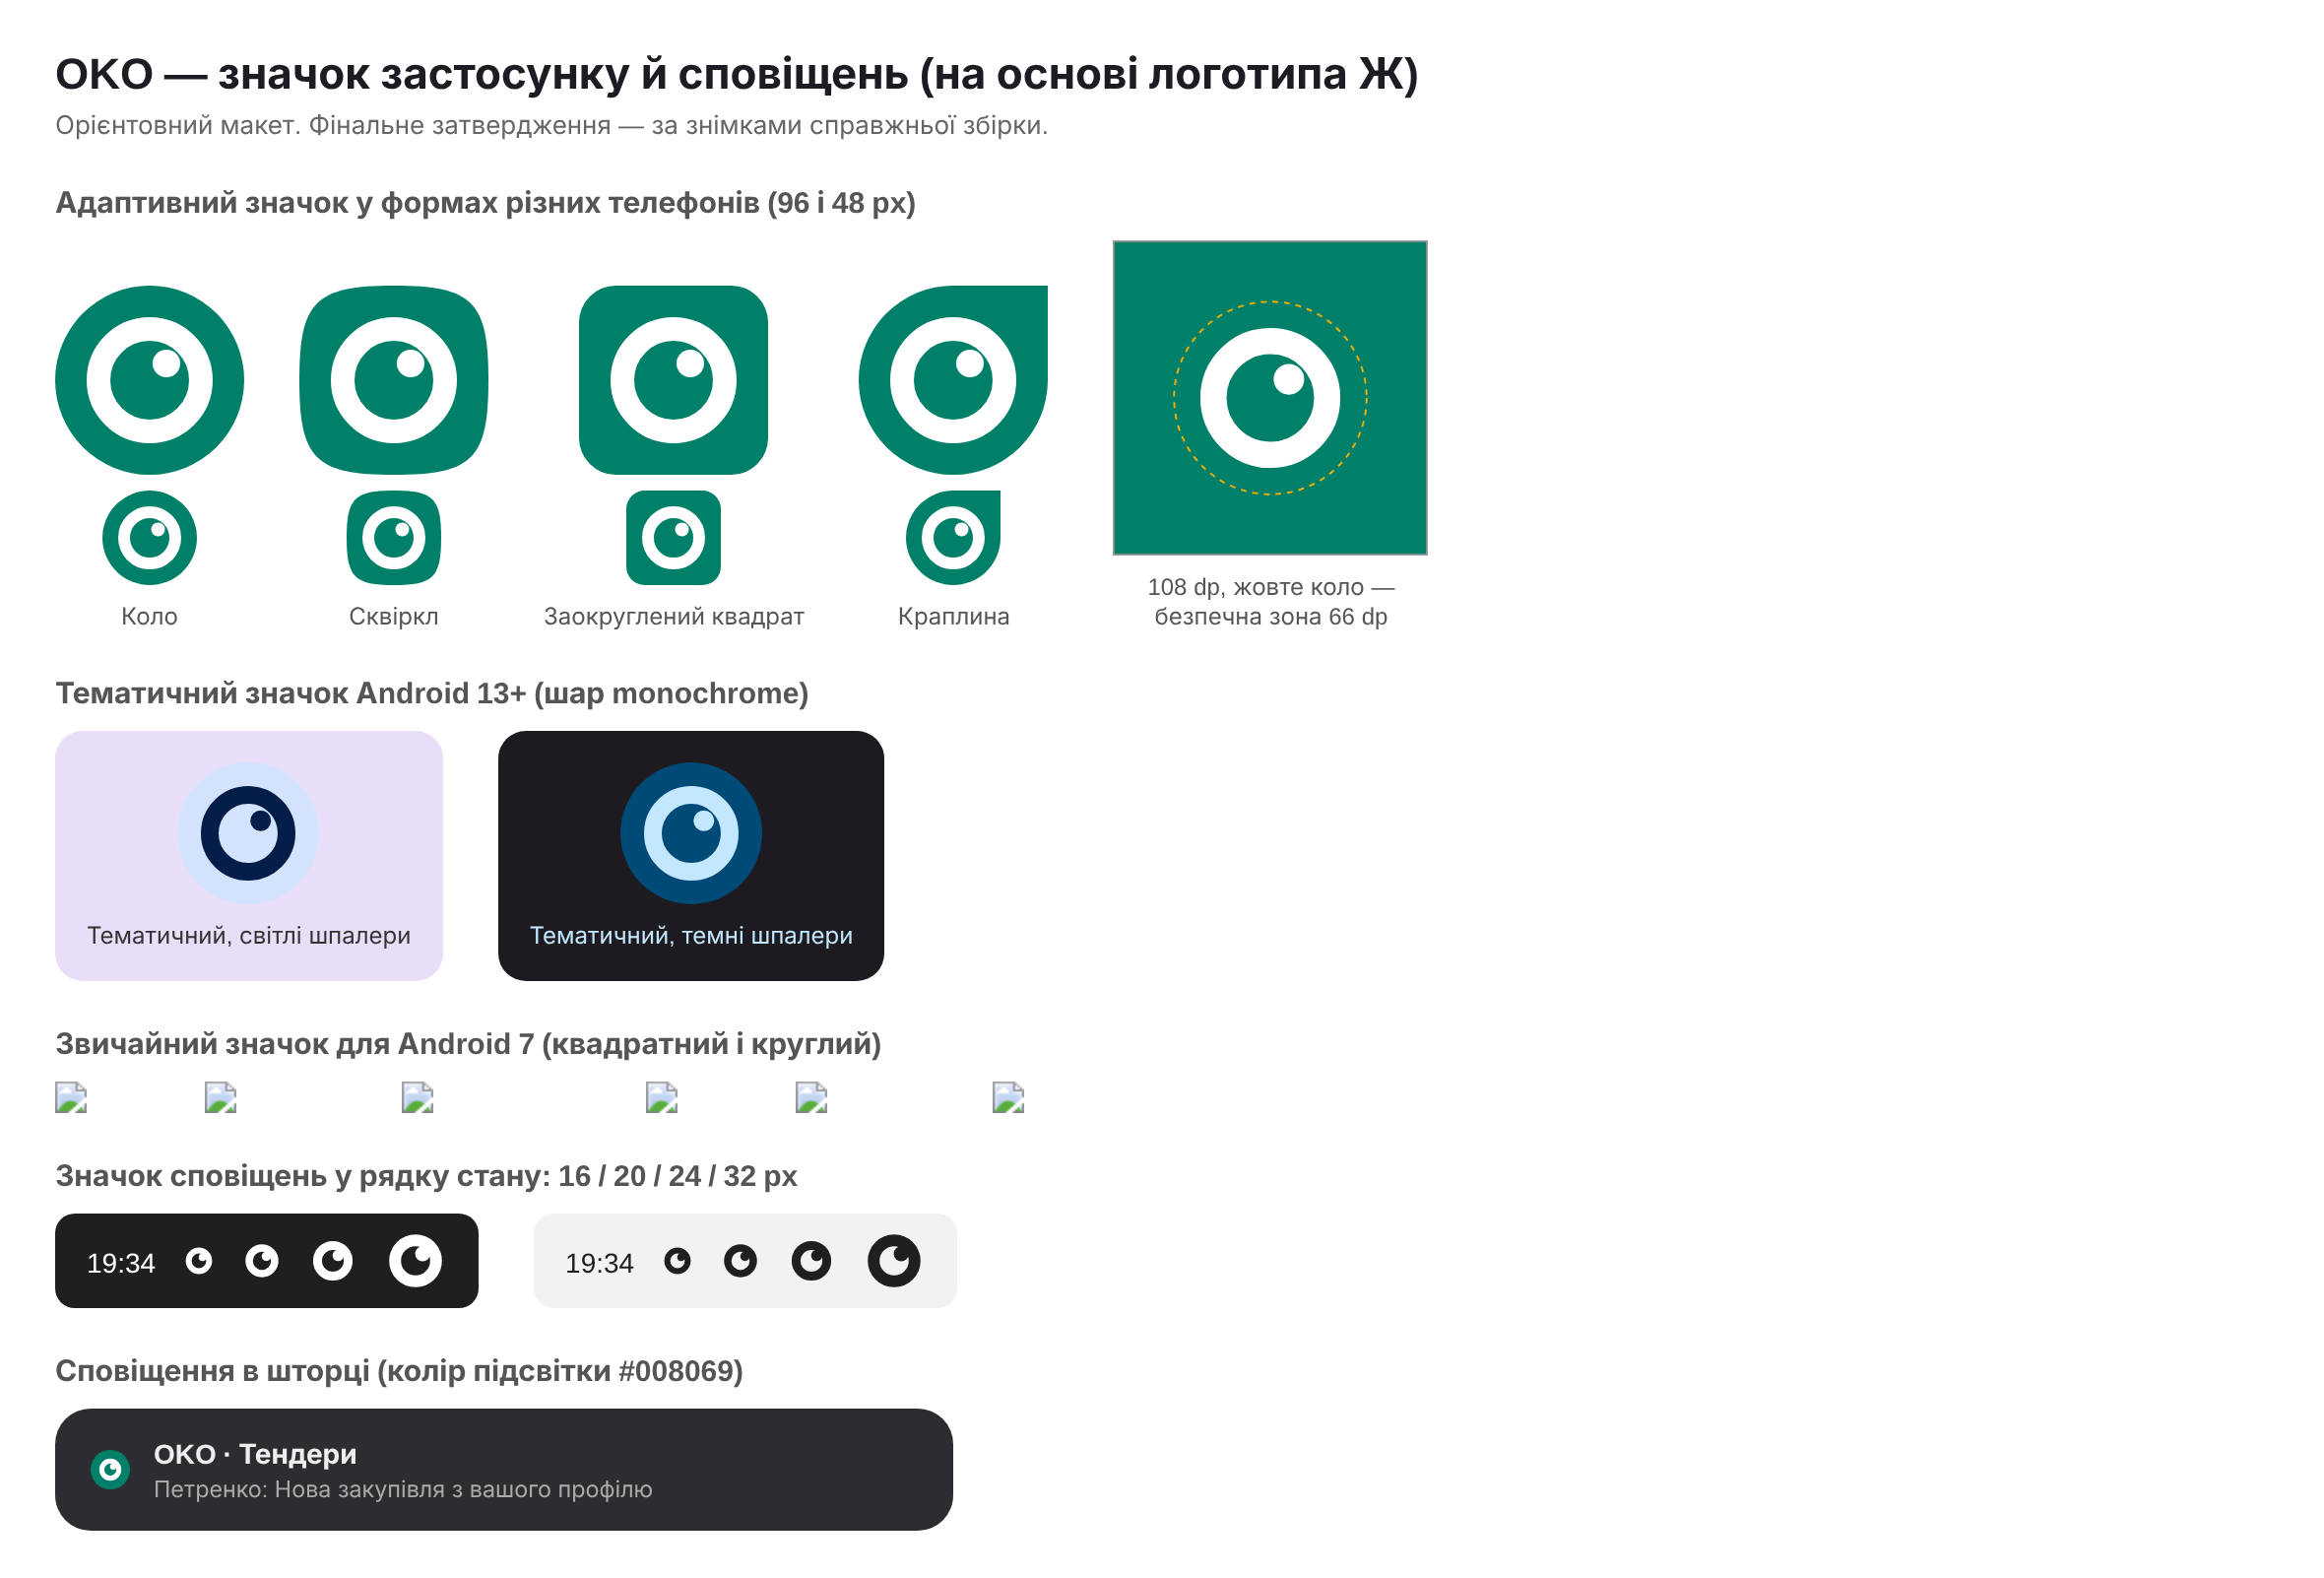 ОКО — значок застосунку й сповіщень (на основі логотипа Ж)
Орієнтовний макет. Фінальне затвердження — за знімками справжньої збірки.
Адаптивний значок у формах різних телефонів (96 і 48 px)
Коло
Сквіркл
Заокруглений квадрат
Краплина
108 dp, жовте коло —
безпечна зона 66 dp
Тематичний значок Android 13+ (шар monochrome)
Тематичний, світлі шпалери
Тематичний, темні шпалери
Звичайний значок для Android 7 (квадратний і круглий)
Значок сповіщень у рядку стану: 16 / 20 / 24 / 32 px
19:34
19:34
Сповіщення в шторці (колір підсвітки #008069)
ОКО · Тендери
Петренко: Нова закупівля з вашого профілю